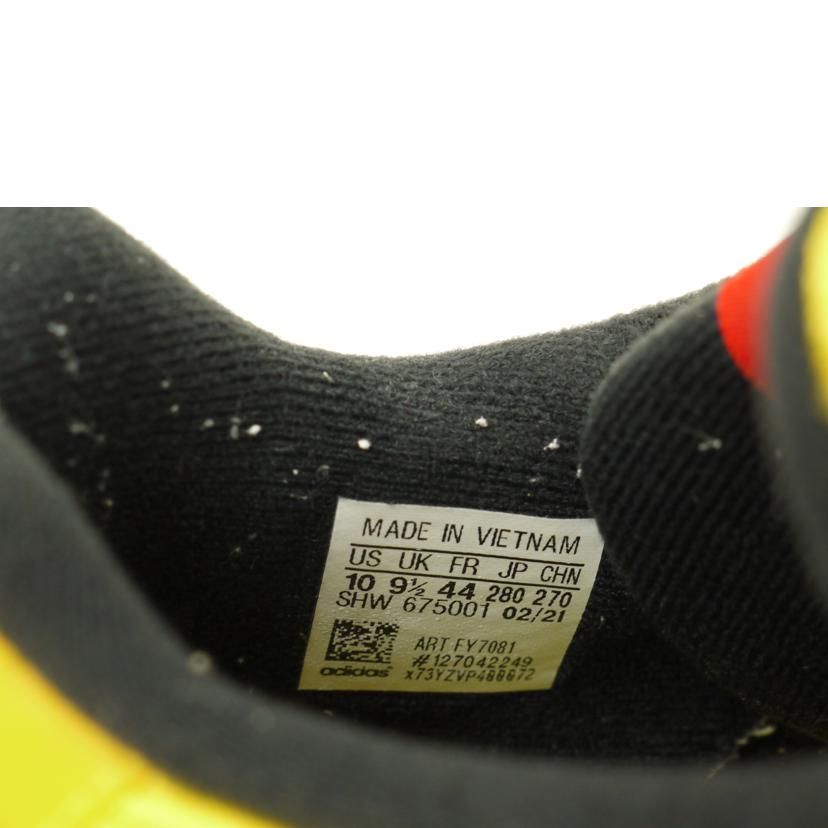 MADE IN VIETNAM
US UK FR JP CHN
10 9½ 44 280 270
SHW 675001 02/21
ART FY7081
#127042249
adidas